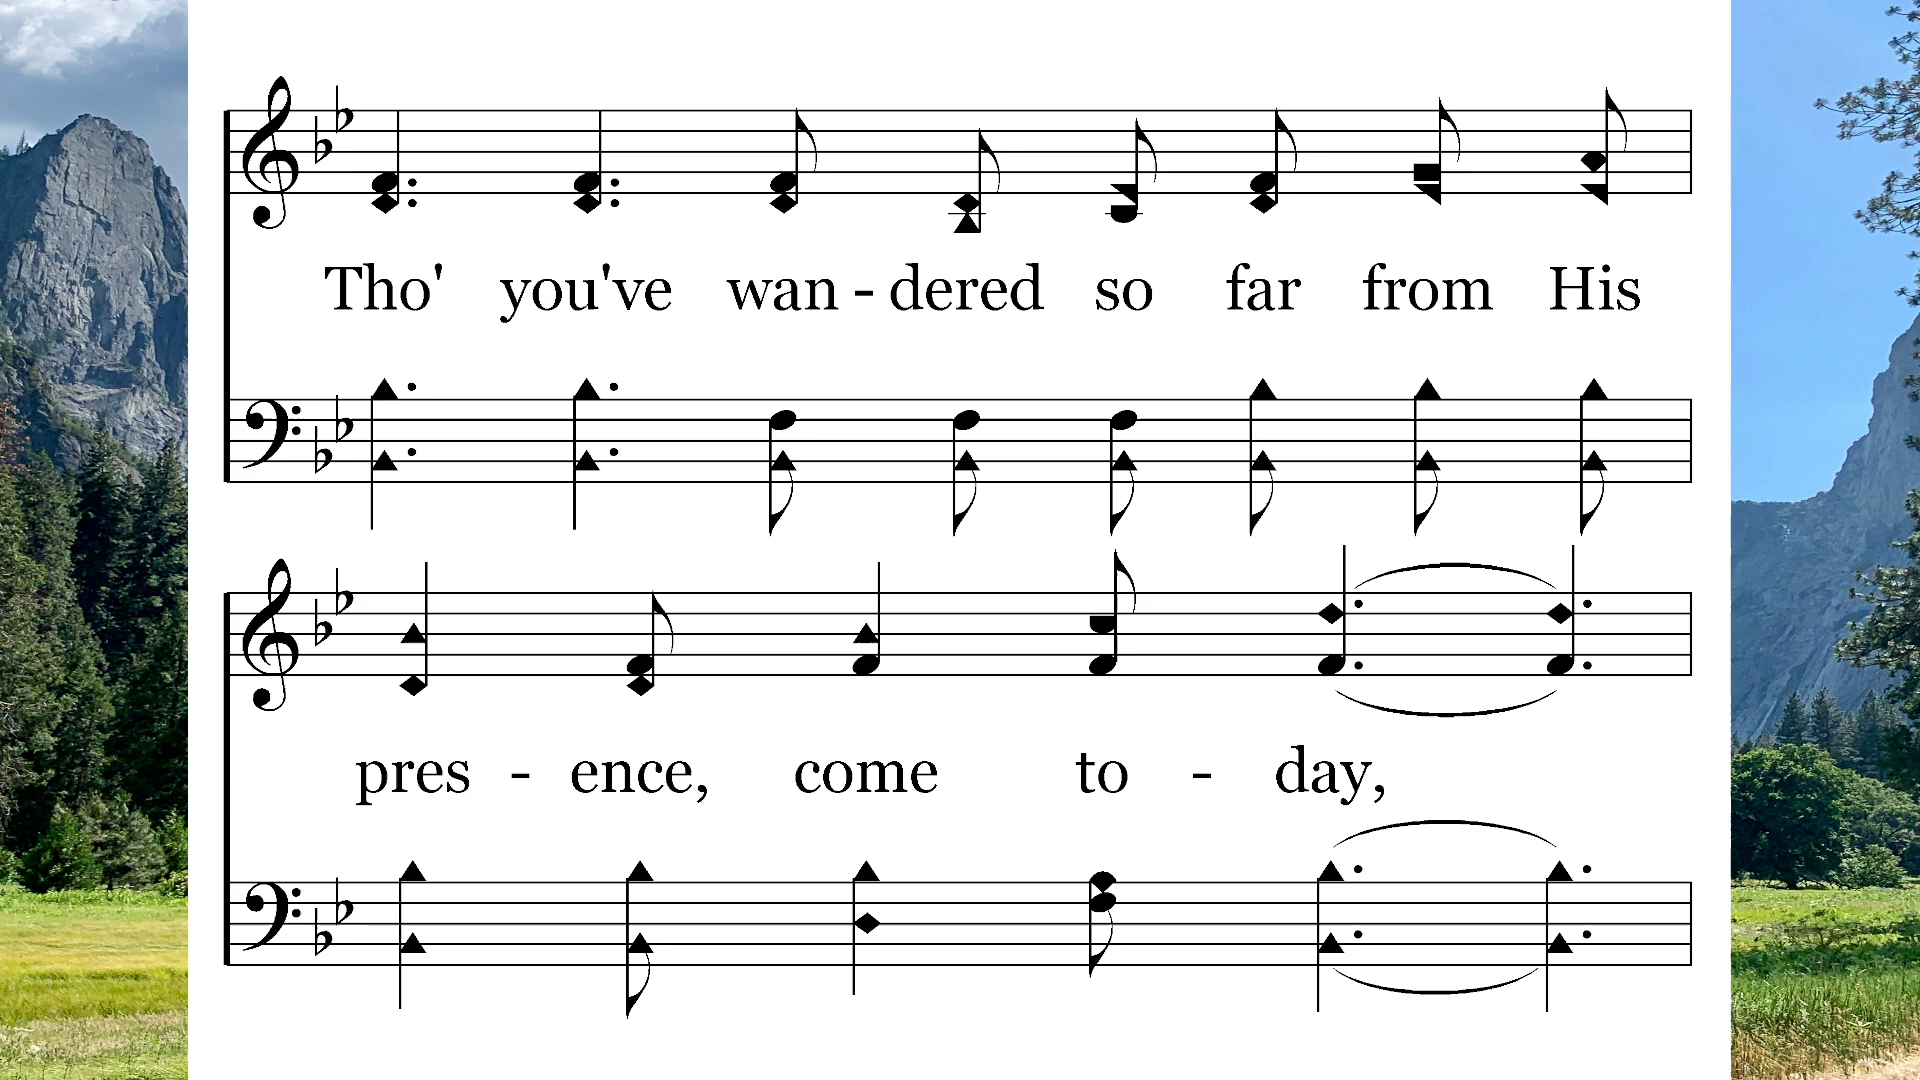 Tho' you've wan - dered so far from His
pres - ence, come to - day,